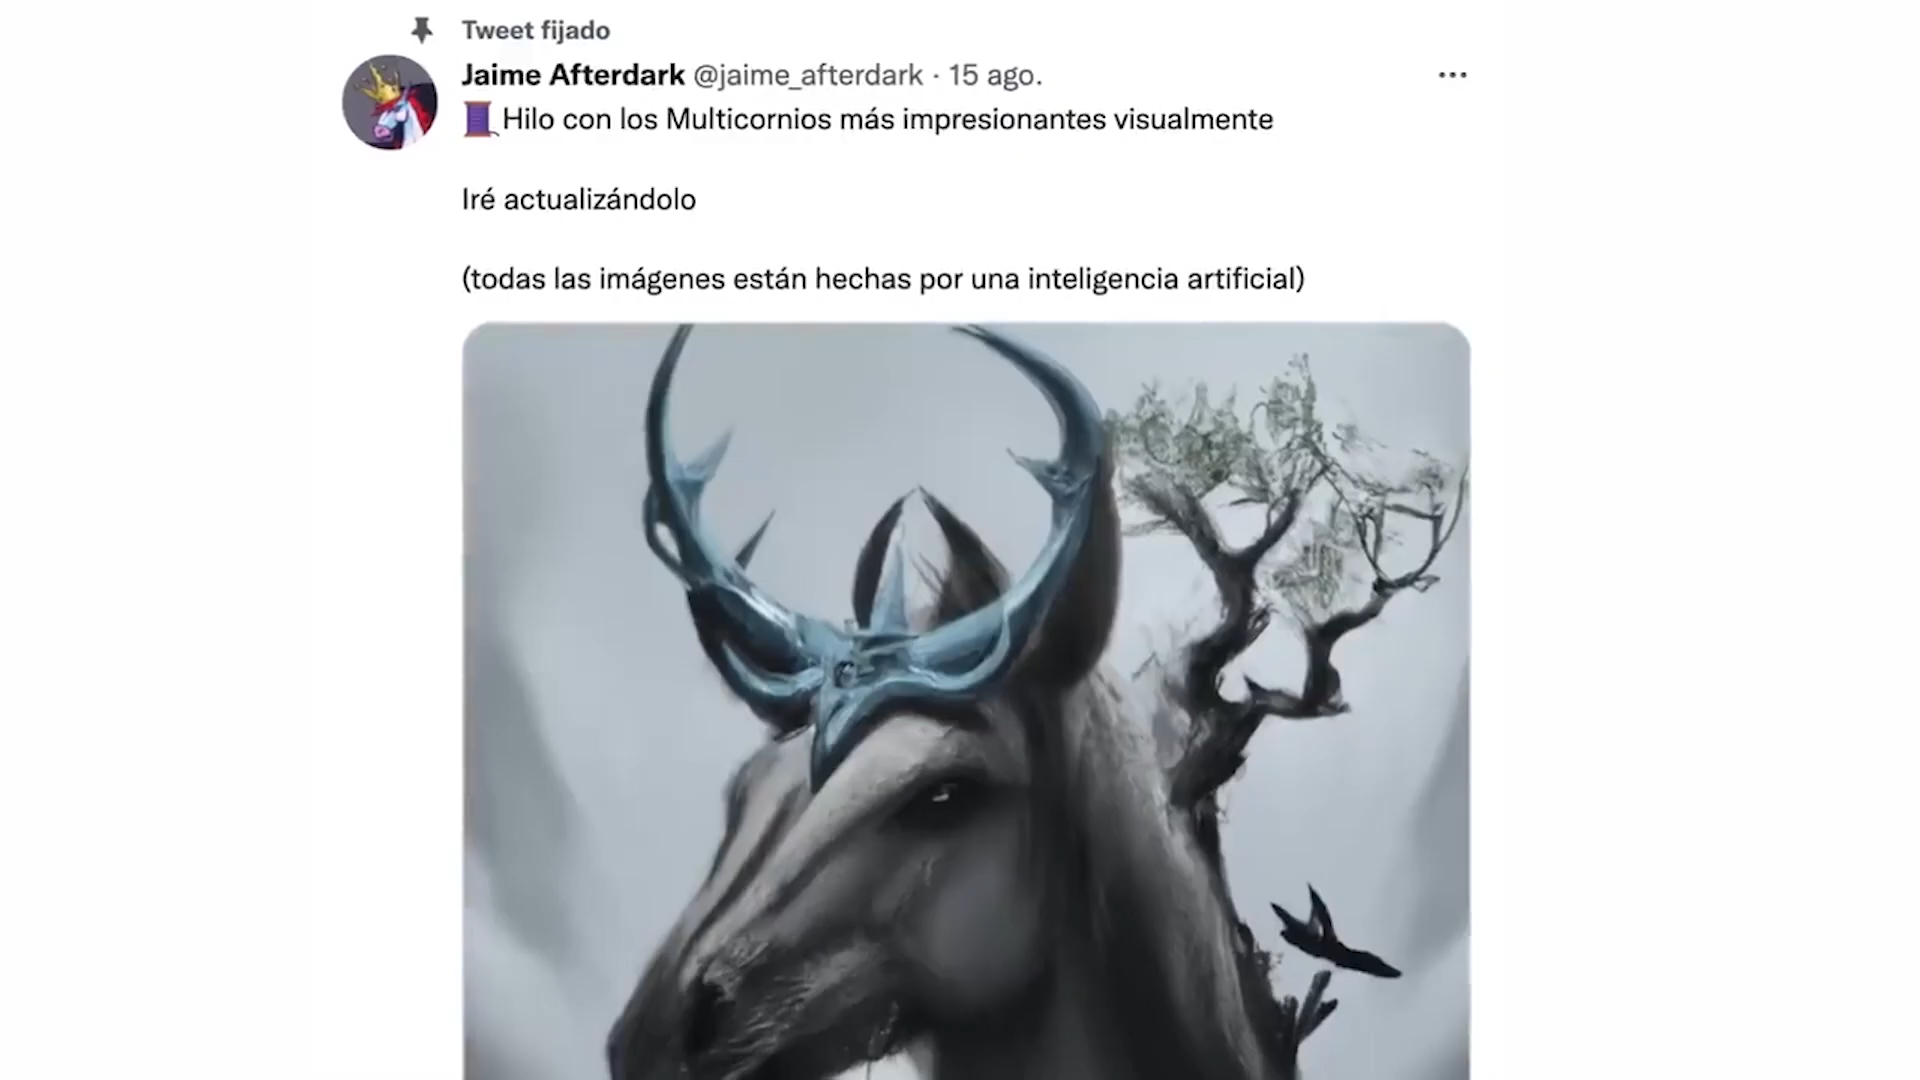 Tweet fijado
Jaime Afterdark @jaime_afterdark · 15 ago.
🧵Hilo con los Multicornios más impresionantes visualmente
Iré actualizándolo
(todas las imágenes están hechas por una inteligencia artificial)